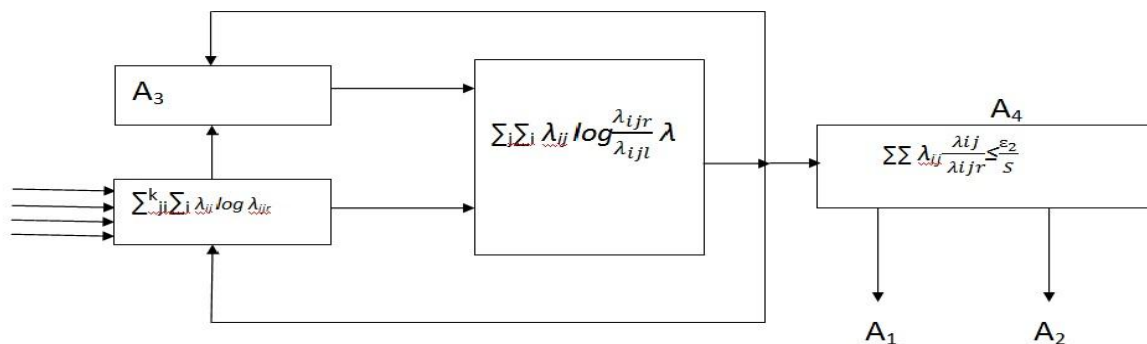 A₃
∑ⱼ∑ᵢ λᵢⱼ log λᵢⱼᵣ/λᵢⱼₗ λ
A₄
∑∑ λᵢⱼ λij/λijr ≤ ε₂/S
∑ᵏⱼᵢ∑ᵢ λᵢⱼ log λᵢⱼᵣ
A₁ A₂